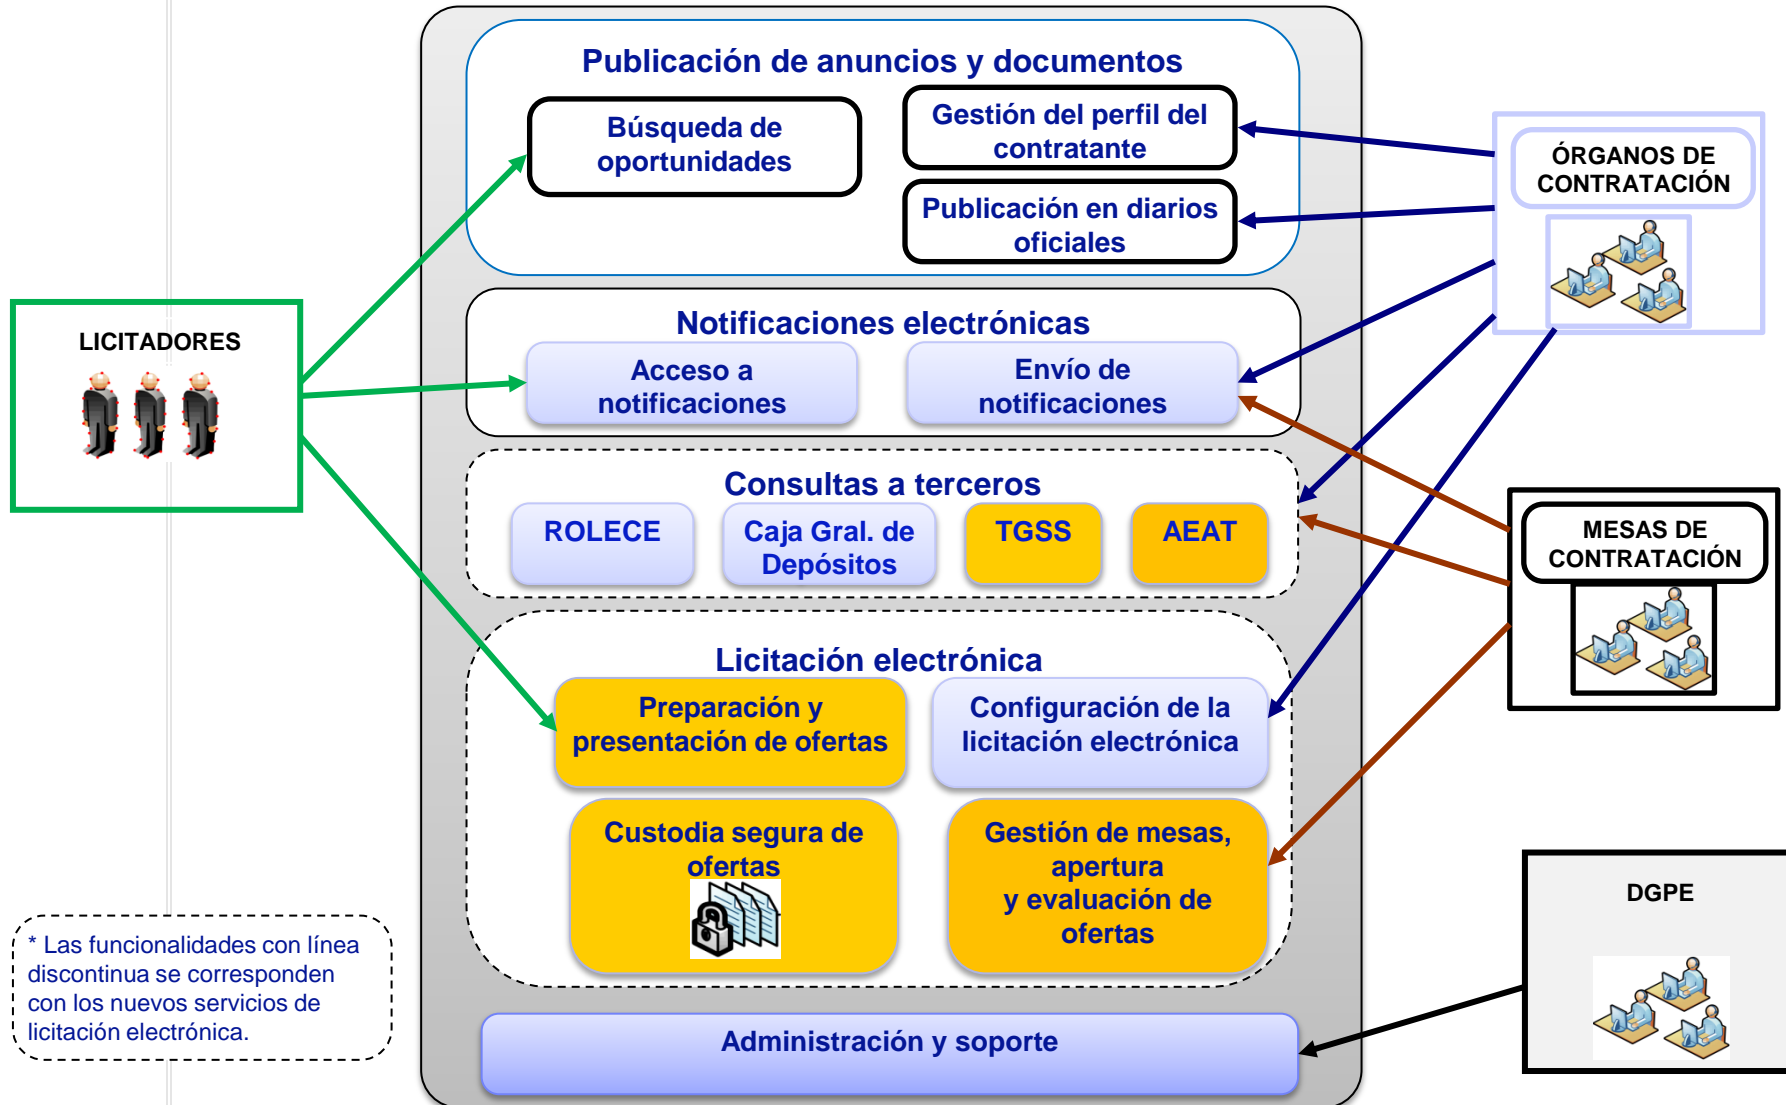 Publicación de anuncios y documentos
Búsqueda de
oportunidades
Gestión del perfil del
contratante
Publicación en diarios
oficiales
ÓRGANOS DE
CONTRATACIÓN
LICITADORES
Notificaciones electrónicas
Acceso a
notificaciones
Envío de
notificaciones
Consultas a terceros
ROLECE
Caja Gral. de
Depósitos
TGSS
AEAT
MESAS DE
CONTRATACIÓN
Licitación electrónica
Preparación y
presentación de ofertas
Configuración de la
licitación electrónica
Custodia segura de
ofertas
Gestión de mesas,
apertura
y evaluación de
ofertas
DGPE
* Las funcionalidades con línea
discontinua se corresponden
con los nuevos servicios de
licitación electrónica.
Administración y soporte